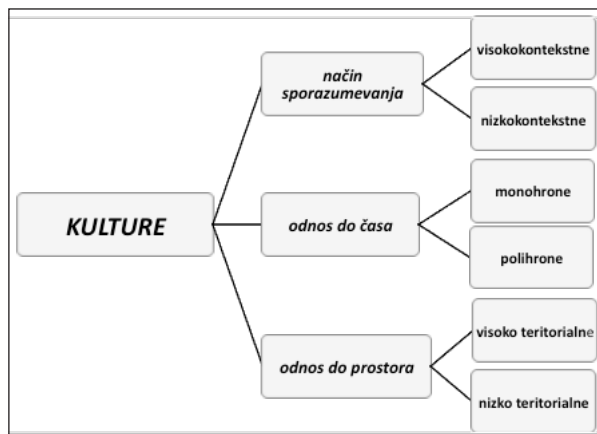 KULTURE
način
sporazumevanja
visokokontekstne
nizkokontekstne
odnos do časa
monohrone
polihrone
odnos do prostora
visoko teritorialne
nizko teritorialne